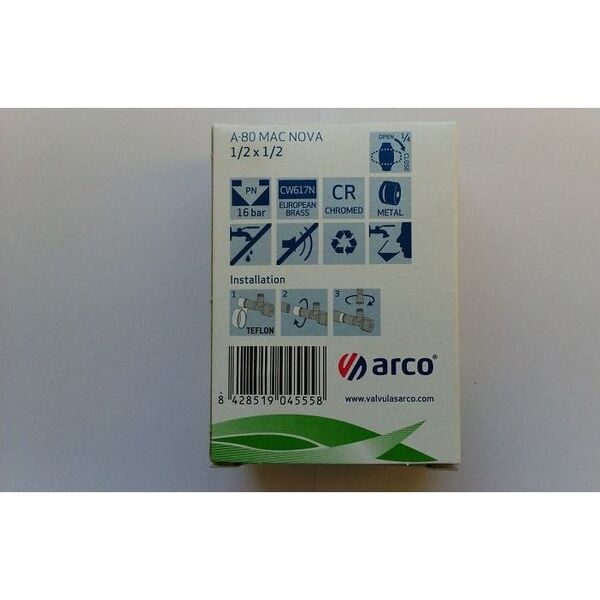 A-80 MAC NOVA
1/2 x 1/2
OPEN 1/4
CLOSE
PN
16 bar
CW617N
EUROPEAN
BRASS
CR
CHROMED
METAL
Installation
1
TEFLON
2
3
arco®
www.valvulasarco.com
8 428519 045558